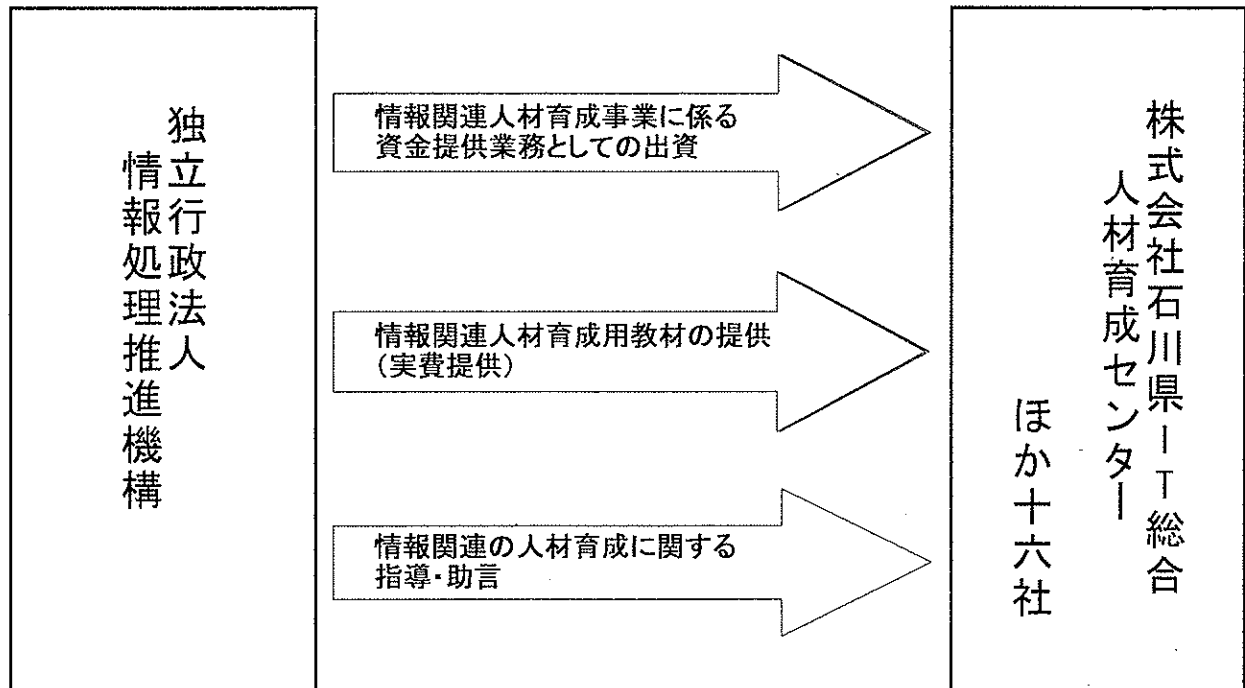 独立行政法人
情報処理推進機構
情報関連人材育成事業に係る
資金提供業務としての出資
情報関連人材育成用教材の提供
（実費提供）
情報関連の人材育成に関する
指導・助言
株式会社石川県ＩＴ総合
人材育成センター
ほか十六社